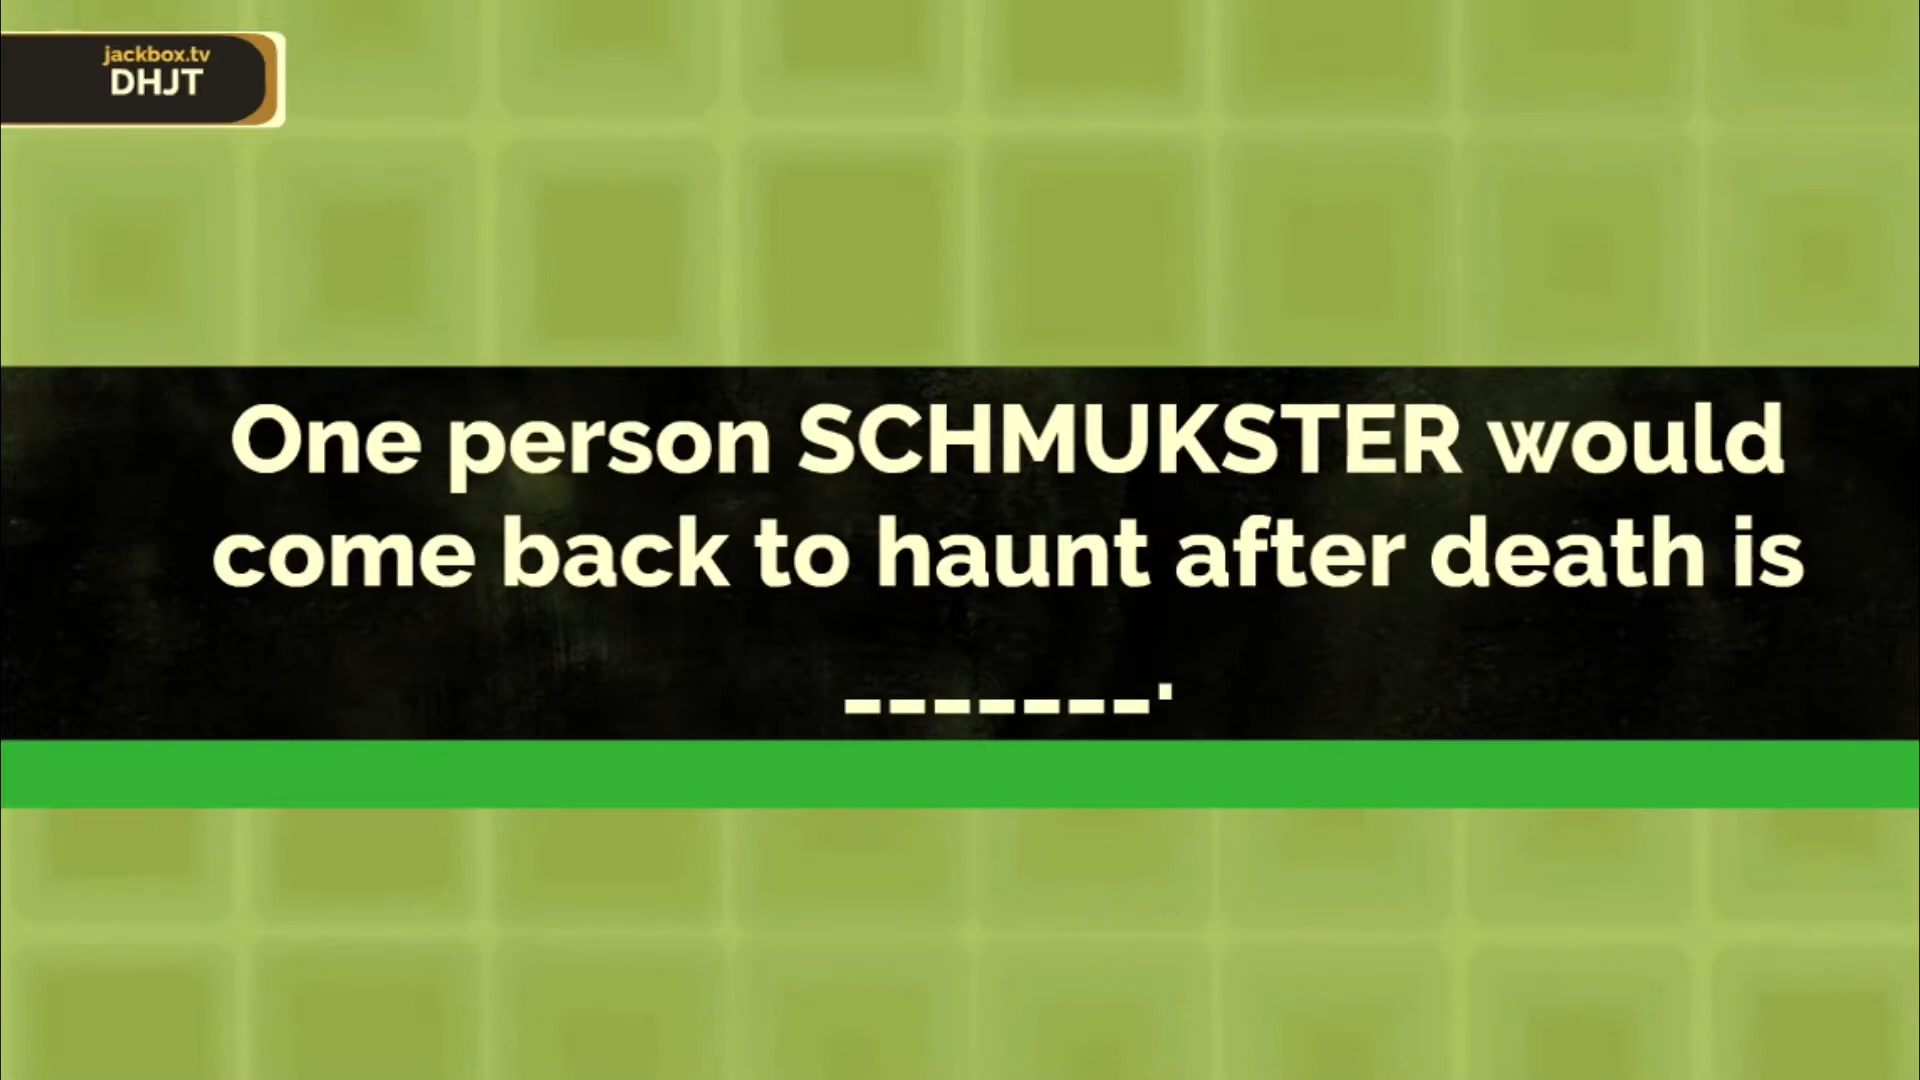 jackbox.tv
DHJT
One person SCHMUKSTER would
come back to haunt after death is
_______.